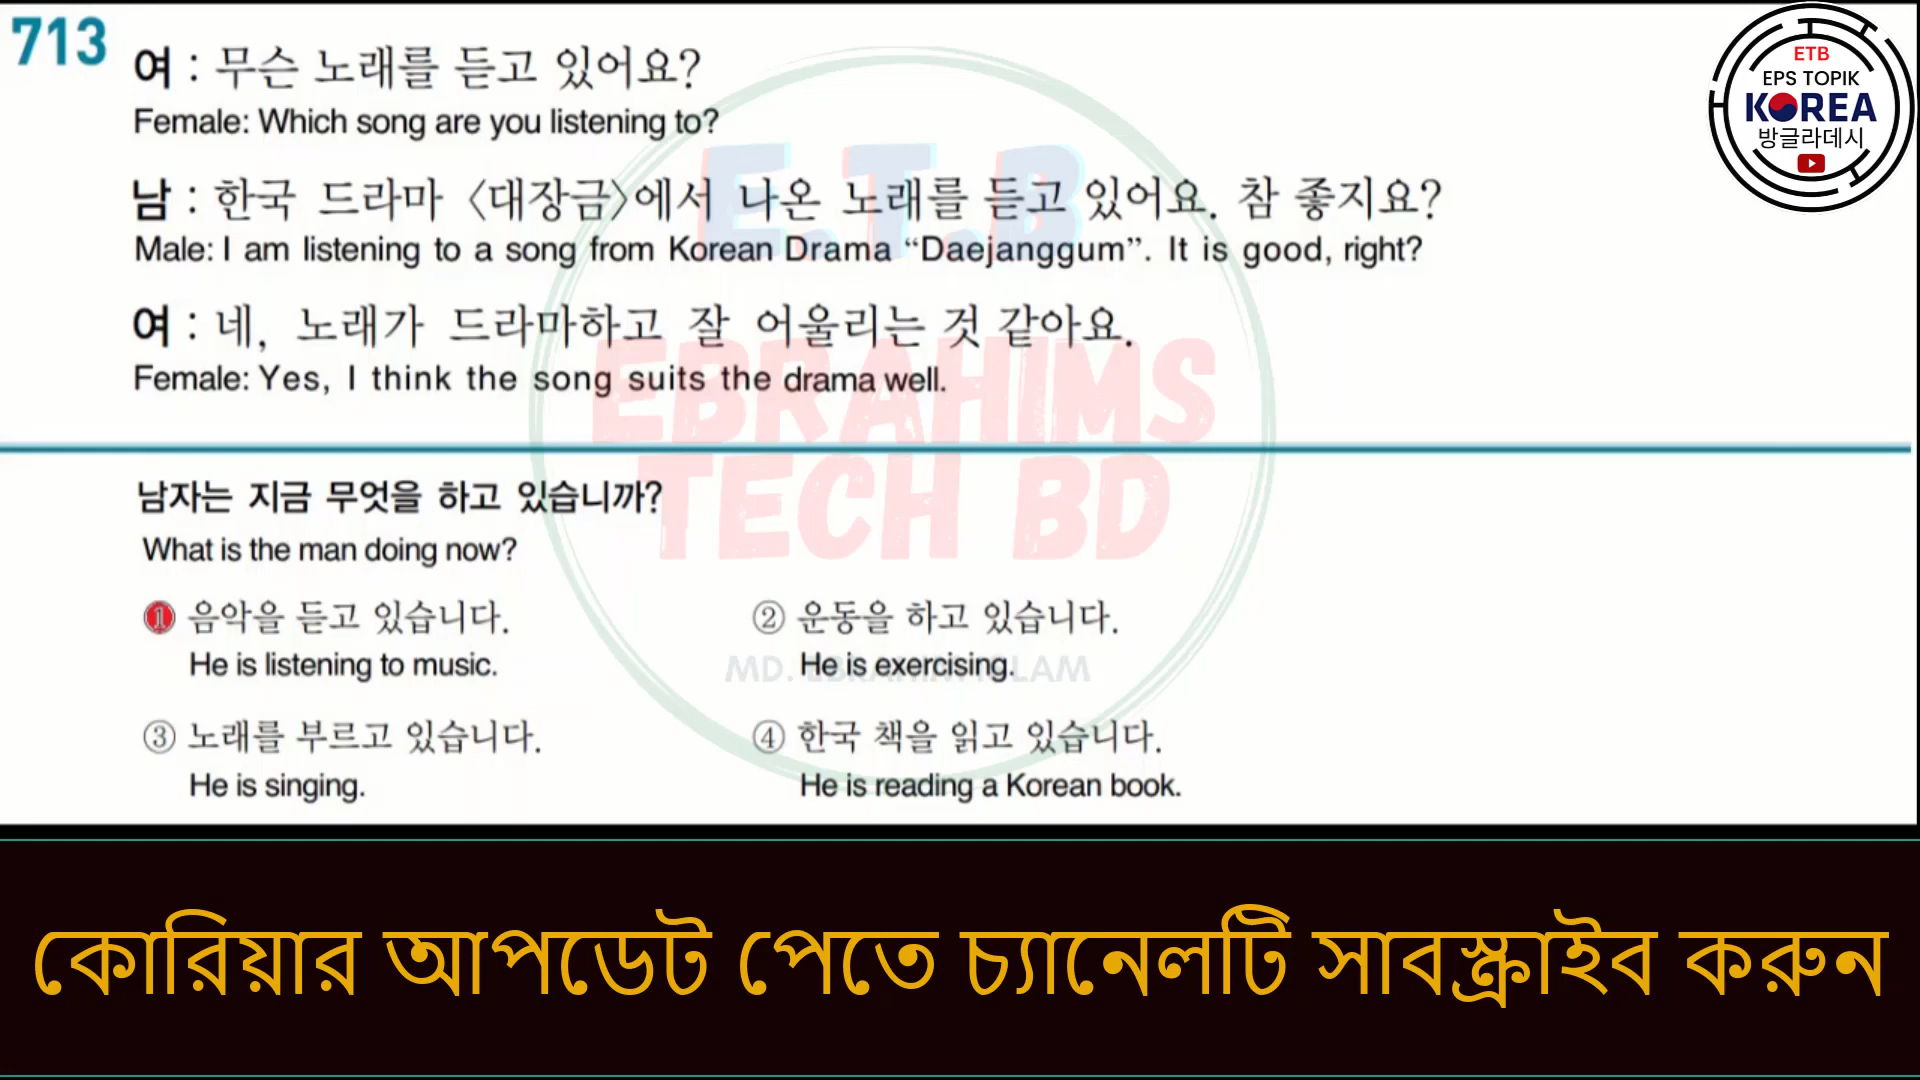 713
여 : 무슨 노래를 듣고 있어요?
Female: Which song are you listening to?
남 : 한국 드라마 〈대장금〉에서 나온 노래를 듣고 있어요. 참 좋지요?
Male: I am listening to a song from Korean Drama “Daejanggum”. It is good, right?
여 : 네, 노래가 드라마하고 잘 어울리는 것 같아요.
Female: Yes, I think the song suits the drama well.
남자는 지금 무엇을 하고 있습니까?
What is the man doing now?
① 음악을 듣고 있습니다.
He is listening to music.
② 운동을 하고 있습니다.
He is exercising.
③ 노래를 부르고 있습니다.
He is singing.
④ 한국 책을 읽고 있습니다.
He is reading a Korean book.
E.T.B
EBRAHIMS
TECH BD
MD. EBRAHIM ISLAM
ETB
EPS TOPIK
KOREA
방글라데시
কোরিয়ার আপডেট পেতে চ্যানেলটি সাবস্ক্রাইব করুন